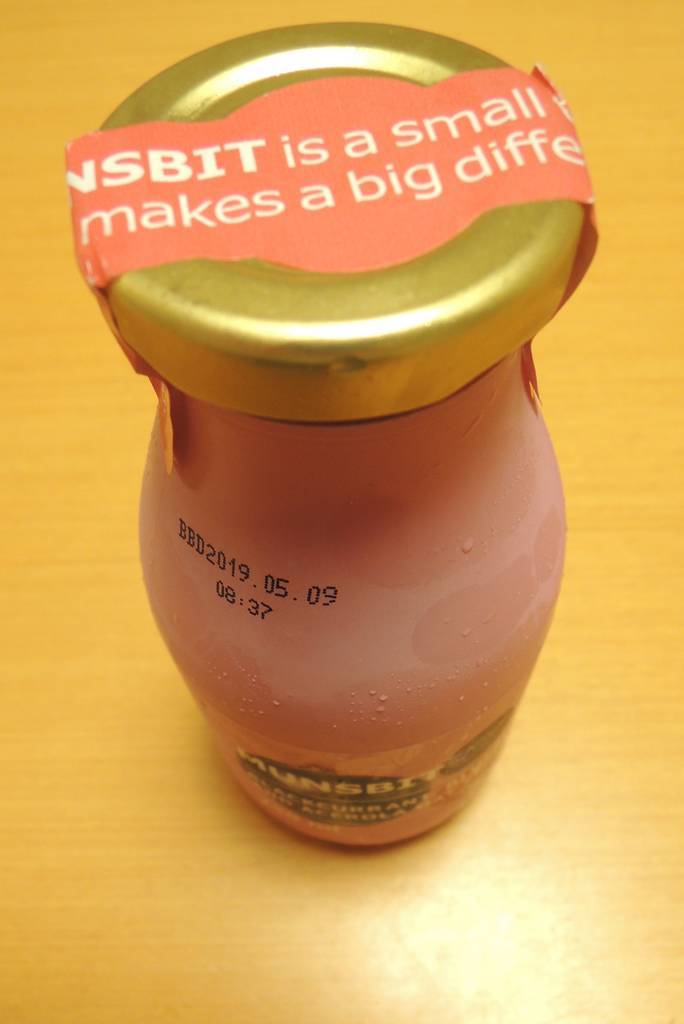 NSBIT is a small
makes a big diffe
BBD2019.05.09
08:37
MUNSBIT